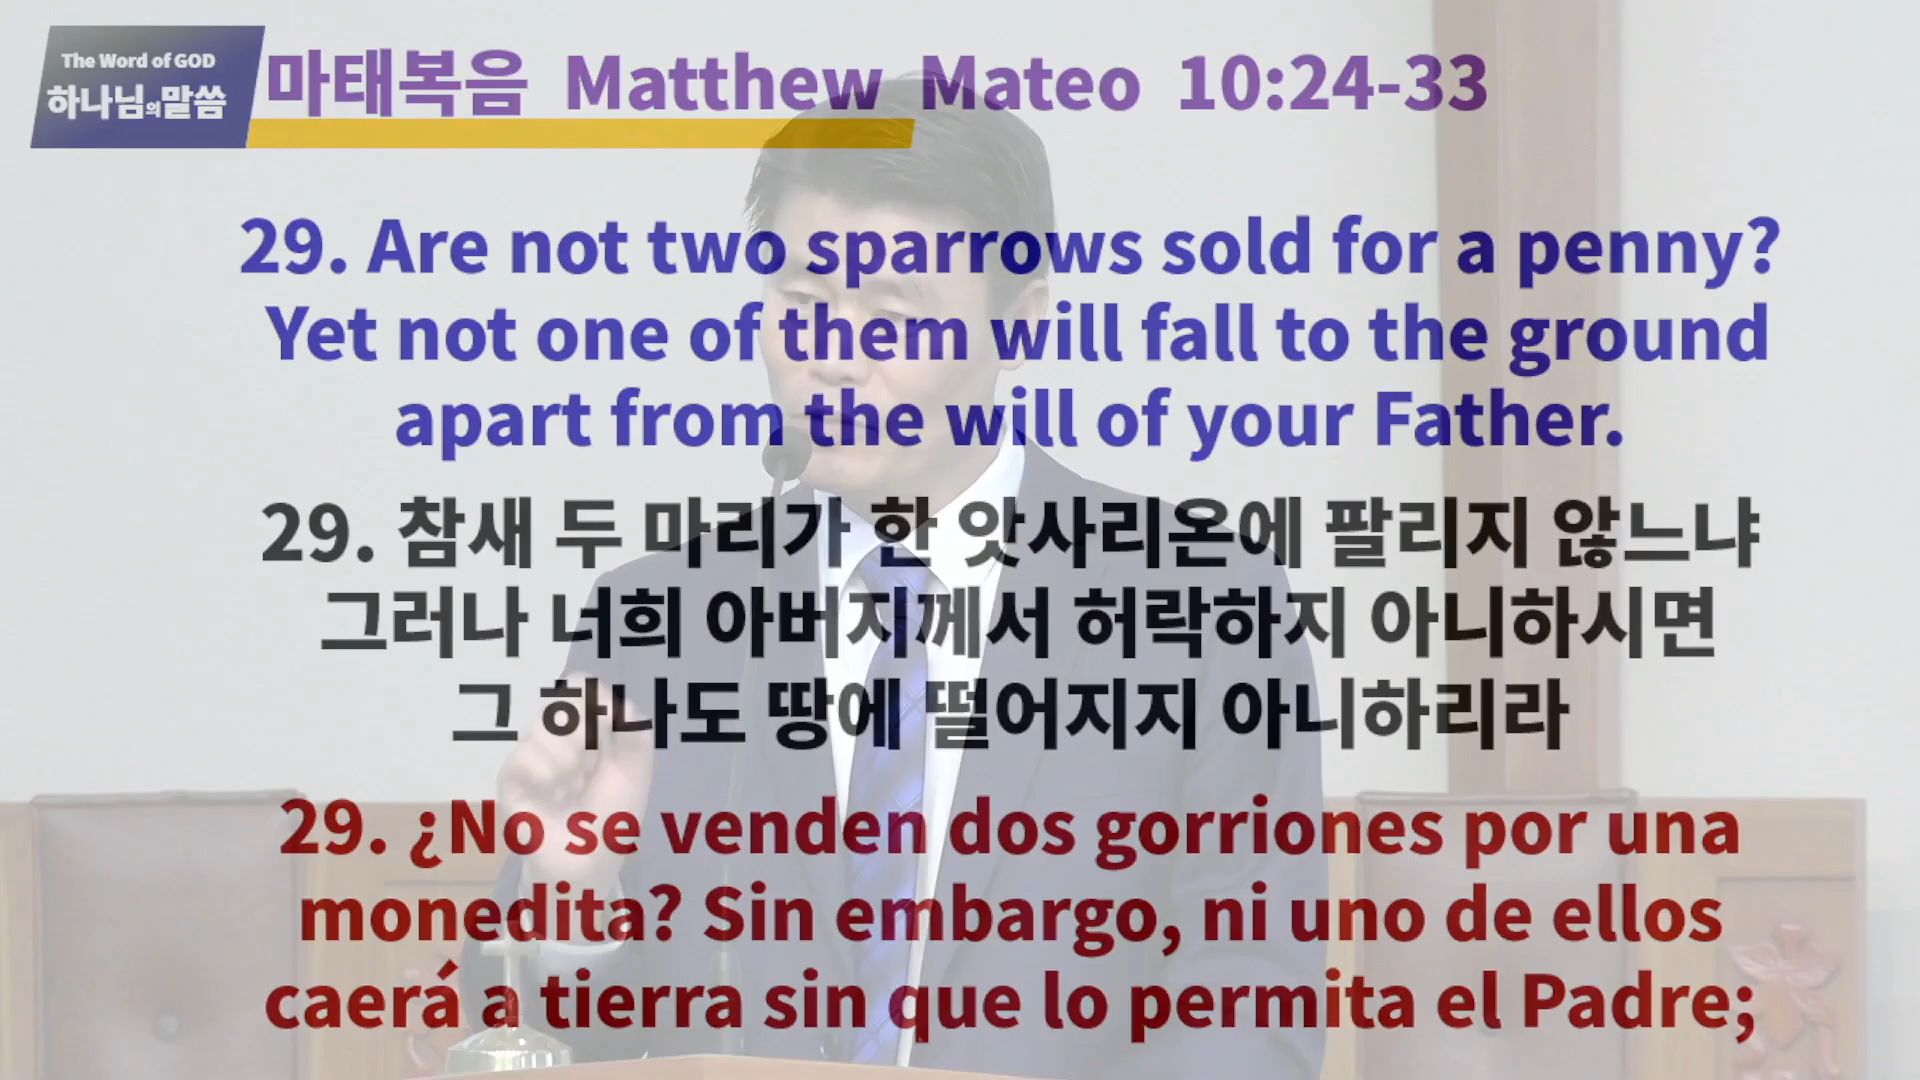 The Word of GOD
하나님의말씀
마태복음 Matthew Mateo 10:24-33
29. Are not two sparrows sold for a penny?
Yet not one of them will fall to the ground
apart from the will of your Father.
29. 참새 두 마리가 한 앗사리온에 팔리지 않느냐
그러나 너희 아버지께서 허락하지 아니하시면
그 하나도 땅에 떨어지지 아니하리라
29. ¿No se venden dos gorriones por una
monedita? Sin embargo, ni uno de ellos
caerá a tierra sin que lo permita el Padre;